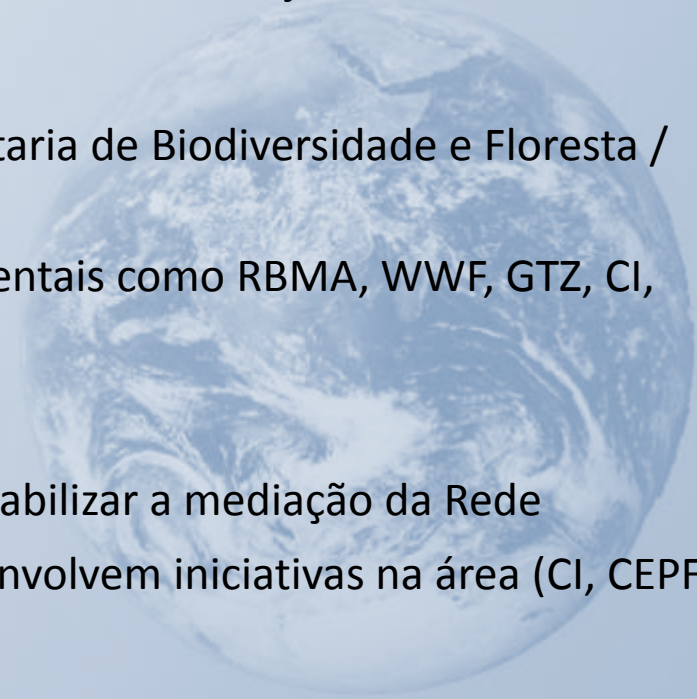 taria de Biodiversidade e Floresta /
entais como RBMA, WWF, GTZ, CI,
abilizar a mediação da Rede
nvolvem iniciativas na área (CI, CEPF